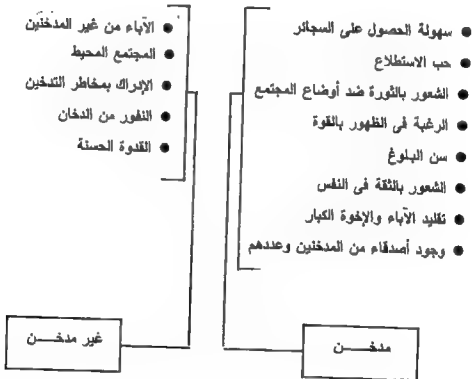 سهولة الحصول على السجائر
حب الاستطلاع
الشعور بالثورة ضد أوضاع المجتمع
الرغبة فى الظهور بالقوة
سن البلوغ
الشعور بالثقة فى النفس
تقليد الآباء والإخوة الكبار
وجود أصدقاء من المدخنين وعددهم
مدخــــن
الآباء من غير المدخنين
المجتمع المحيط
الإدراك بمخاطر التدخين
النفور من الدخان
القدوة الحسنة
غير مدخــــن